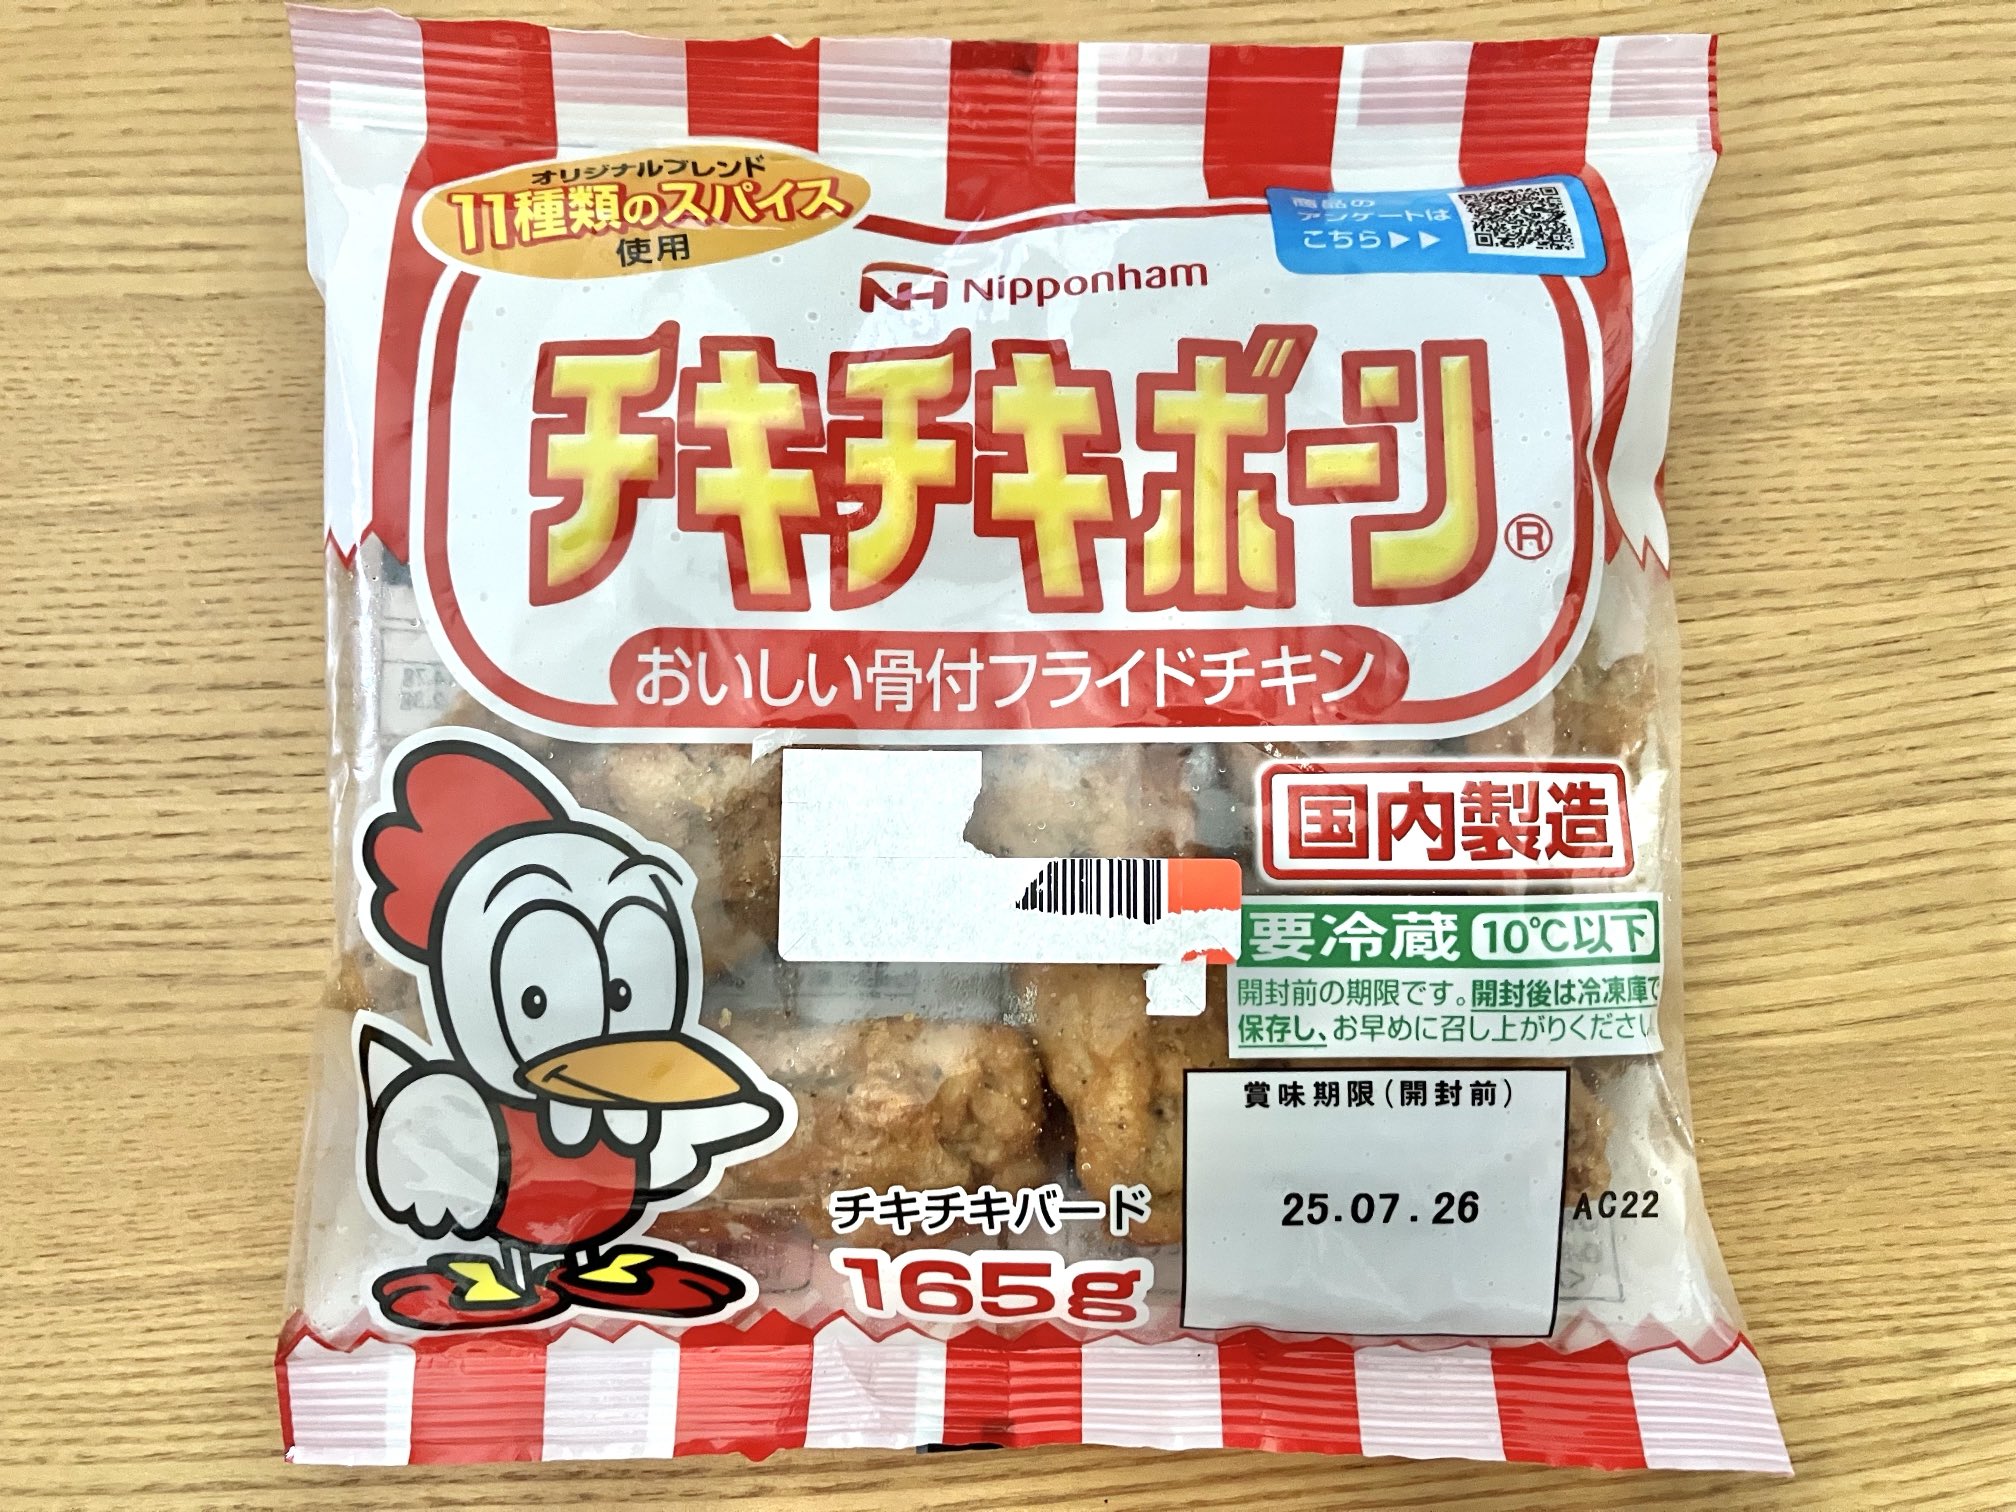 オリジナルブレンド
11種類のスパイス
使用
商品の
アンケートは
こちら▶▶
NH Nipponham
チキチキボーン®
おいしい骨付フライドチキン
国内製造
要冷蔵 10℃以下
開封前の期限です。開封後は冷凍庫で
保存し、お早めに召し上がりください
賞味期限(開封前)
25.07.26 AC22
チキチキバード
165g